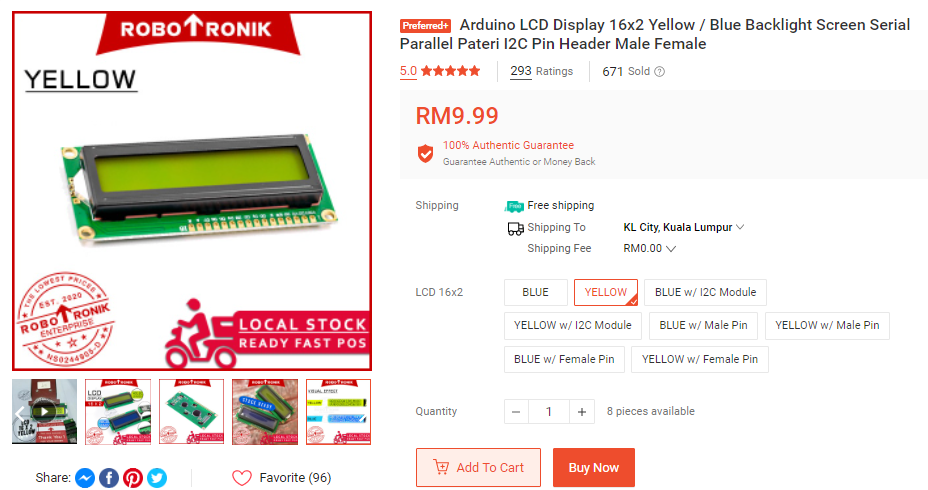 ROBOTRONIK
YELLOW
THE LOWEST PRICES
EST. 2020
ROBOTRONIK
ENTERPRISE
LOCAL STOCK
READY FAST POS
Share:
Favorite (96)
Preferred+ Arduino LCD Display 16x2 Yellow / Blue Backlight Screen Serial
Parallel Pateri I2C Pin Header Male Female
5.0 293 Ratings 671 Sold
RM9.99
100% Authentic Guarantee
Guarantee Authentic or Money Back
Shipping Free Free shipping
Shipping To KL City, Kuala Lumpur
Shipping Fee RM0.00
LCD 16x2 BLUE YELLOW BLUE w/ I2C Module
YELLOW w/ I2C Module BLUE w/ Male Pin YELLOW w/ Male Pin
BLUE w/ Female Pin YELLOW w/ Female Pin
Quantity 1 8 pieces available
Add To Cart Buy Now